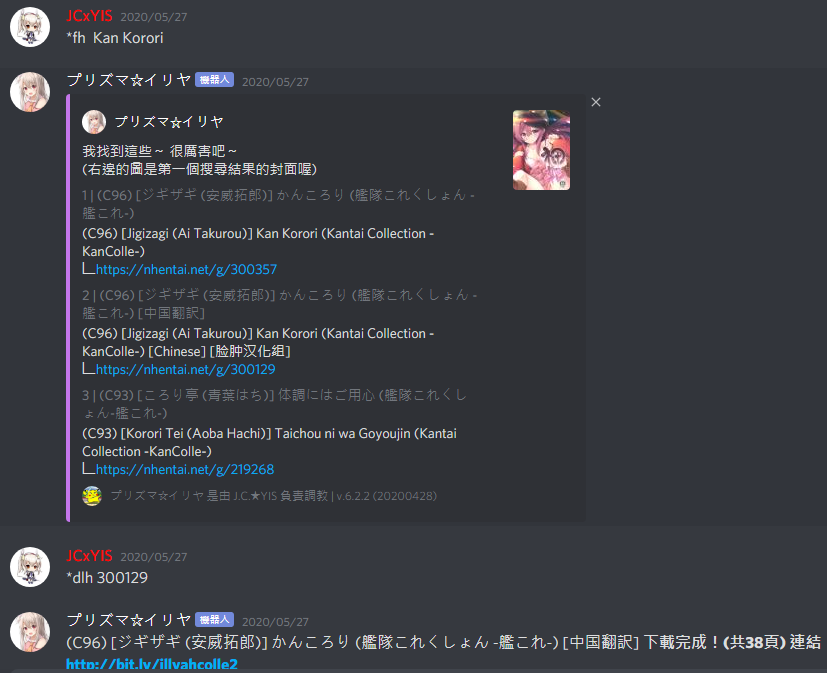 JCxYIS 2020/05/27
*fh Kan Korori
プリズマ☆イリヤ 機器人 2020/05/27
プリズマ☆イリヤ
我找到這些～ 很厲害吧～
(右邊的圖是第一個搜尋結果的封面喔)
1 | (C96) [ジギザギ (安威拓郎)] かんころり (艦隊これくしょん -
艦これ-)
(C96) [Jigizagi (Ai Takurou)] Kan Korori (Kantai Collection -
KanColle-)
┗https://nhentai.net/g/300357
2 | (C96) [ジギザギ (安威拓郎)] かんころり (艦隊これくしょん -
艦これ-) [中国翻訳]
(C96) [Jigizagi (Ai Takurou)] Kan Korori (Kantai Collection -
KanColle-) [Chinese] [脸肿汉化组]
┗https://nhentai.net/g/300129
3 | (C93) [ころり亭 (青葉はち)] 体調にはご用心 (艦隊これくし
ょん-艦これ-)
(C93) [Korori Tei (Aoba Hachi)] Taichou ni wa Goyoujin (Kantai
Collection -KanColle-)
┗https://nhentai.net/g/219268
プリズマ☆イリヤ 是由 J.C.★YIS 負責調教 | v.6.2.2 (20200428)
JCxYIS 2020/05/27
*dlh 300129
プリズマ☆イリヤ 機器人 2020/05/27
(C96) [ジギザギ (安威拓郎)] かんころり (艦隊これくしょん -艦これ-) [中国翻訳] 下載完成！(共38頁) 連結
http://bit.ly/illyahcolle2